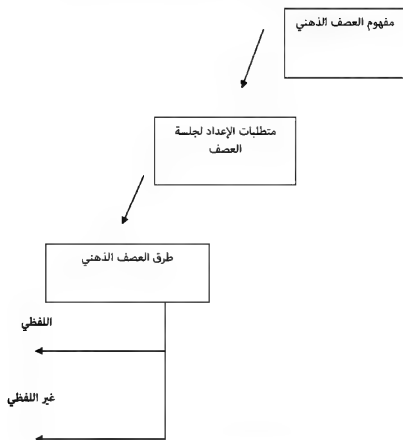 مفهوم العصف الذهني
متطلبات الإعداد لجلسة
العصف
طرق العصف الذهني
اللفظي
غير اللفظي